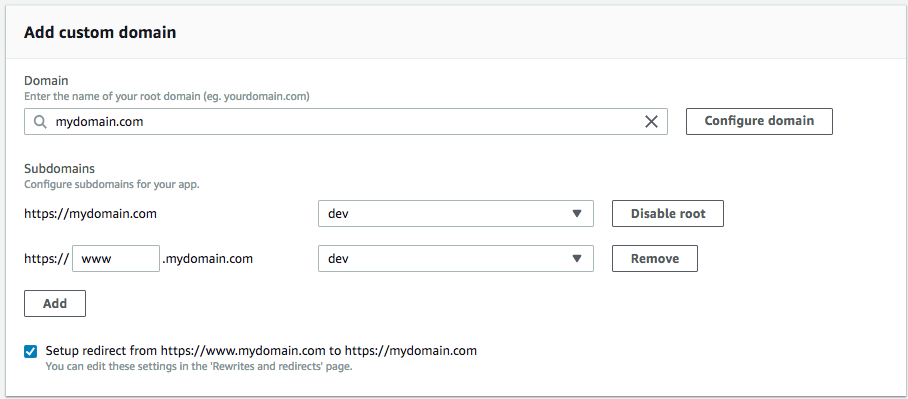 Add custom domain
Domain
Enter the name of your root domain (eg. yourdomain.com)
mydomain.com
Configure domain
Subdomains
Configure subdomains for your app.
https://mydomain.com dev Disable root
https:// www .mydomain.com dev Remove
Add
Setup redirect from https://www.mydomain.com to https://mydomain.com
You can edit these settings in the 'Rewrites and redirects' page.